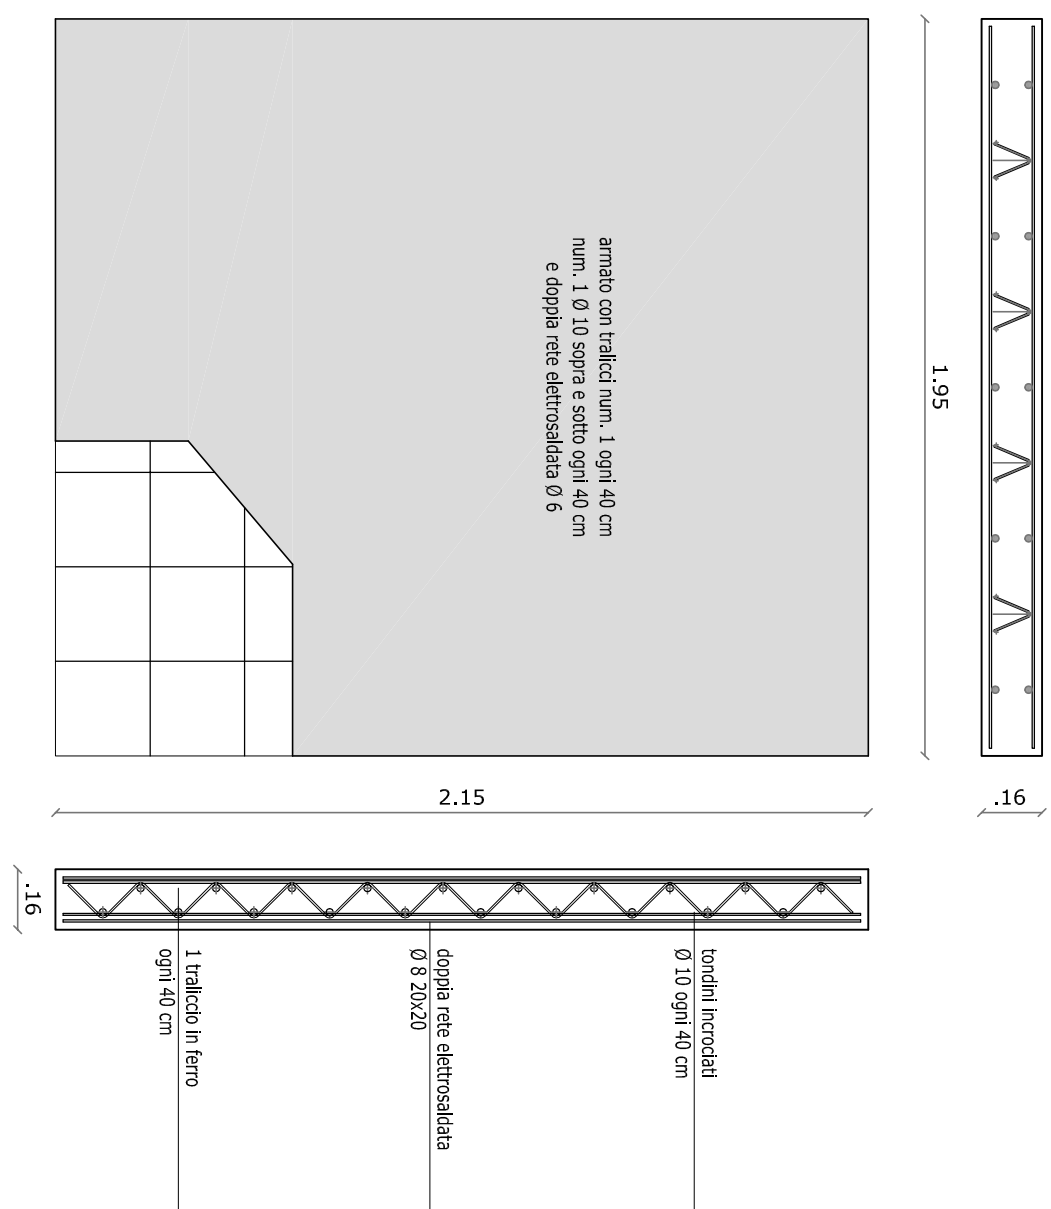 armato con tralicci num. 1 ogni 40 cm
num. 1 Ø 10 sopra e sotto ogni 40 cm
e doppia rete elettrosaldata Ø 6
1.95
2.15
.16
.16
tondini incrociati
Ø 10 ogni 40 cm
doppia rete elettrosaldata
Ø 8 20x20
1 traliccio in ferro
ogni 40 cm